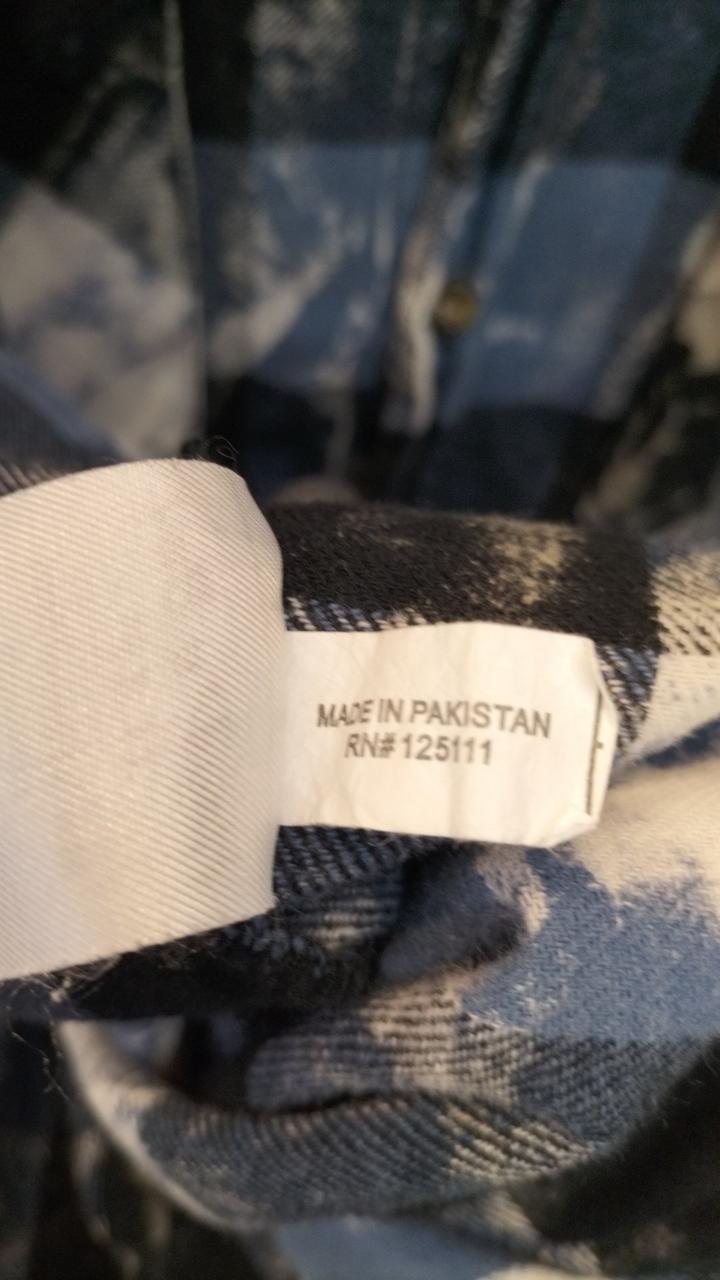 MADE IN PAKISTAN
RN# 125111